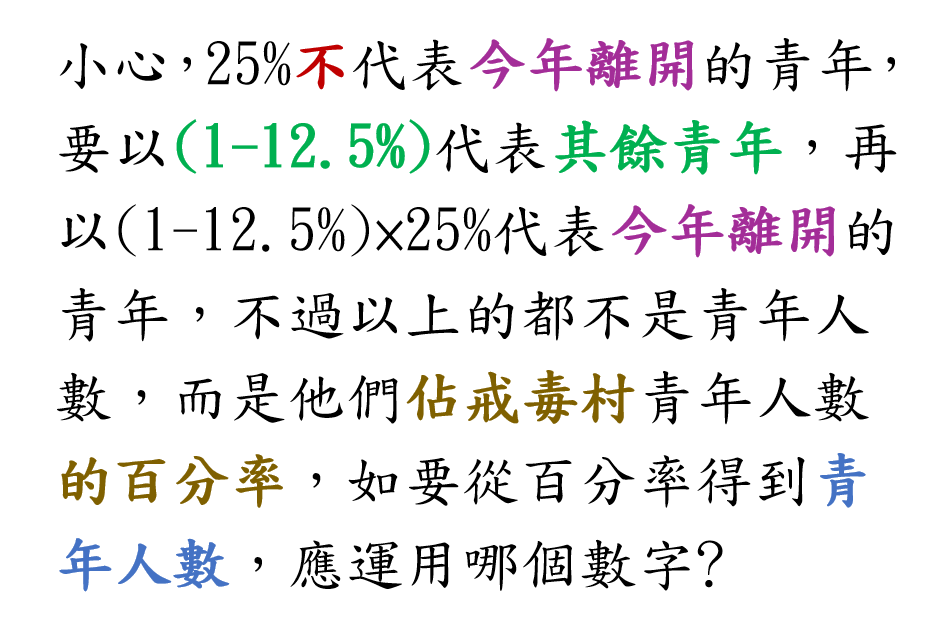 小心，25%不代表今年離開的青年，
要以(1-12.5%)代表其餘青年，再
以(1-12.5%)×25%代表今年離開的
青年，不過以上的都不是青年人
數，而是他們佔戒毒村青年人數
的百分率，如要從百分率得到青
年人數，應運用哪個數字?